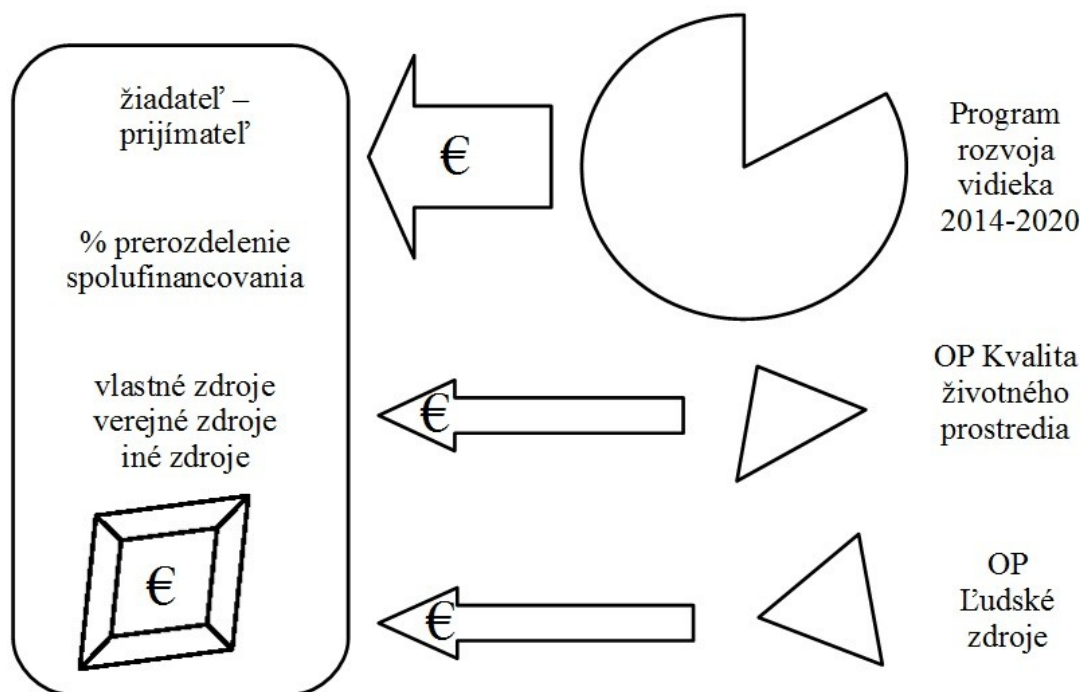 žiadateľ –
prijímateľ
% prerozdelenie
spolufinancovania
vlastné zdroje
verejné zdroje
iné zdroje
€
€
Program
rozvoja
vidieka
2014-2020
€
OP Kvalita
životného
prostredia
€
OP
Ľudské
zdroje